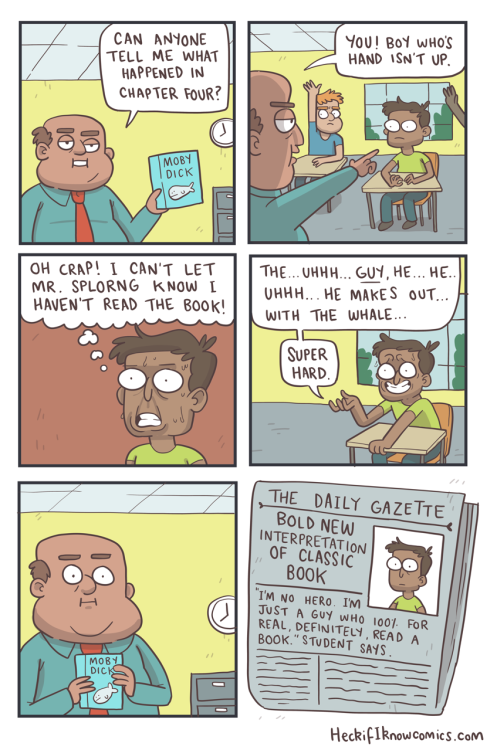 CAN ANYONE
TELL ME WHAT
HAPPENED IN
CHAPTER FOUR?
MOBY
DICK
YOU! BOY WHO'S
HAND ISN'T UP.
OH CRAP! I CAN'T LET
MR. SPLORNG KNOW I
HAVEN'T READ THE BOOK!
THE... UHHH... GUY, HE... HE..
UHHH... HE MAKES OUT...
WITH THE WHALE...
SUPER
HARD.
MOBY
DICK
THE DAILY GAZETTE
BOLD NEW
INTERPRETATION
OF CLASSIC
BOOK
"I'M NO HERO. I'M
JUST A GUY WHO 100% FOR
REAL, DEFINITELY, READ A
BOOK." STUDENT SAYS.
HeckifIknowcomics.com